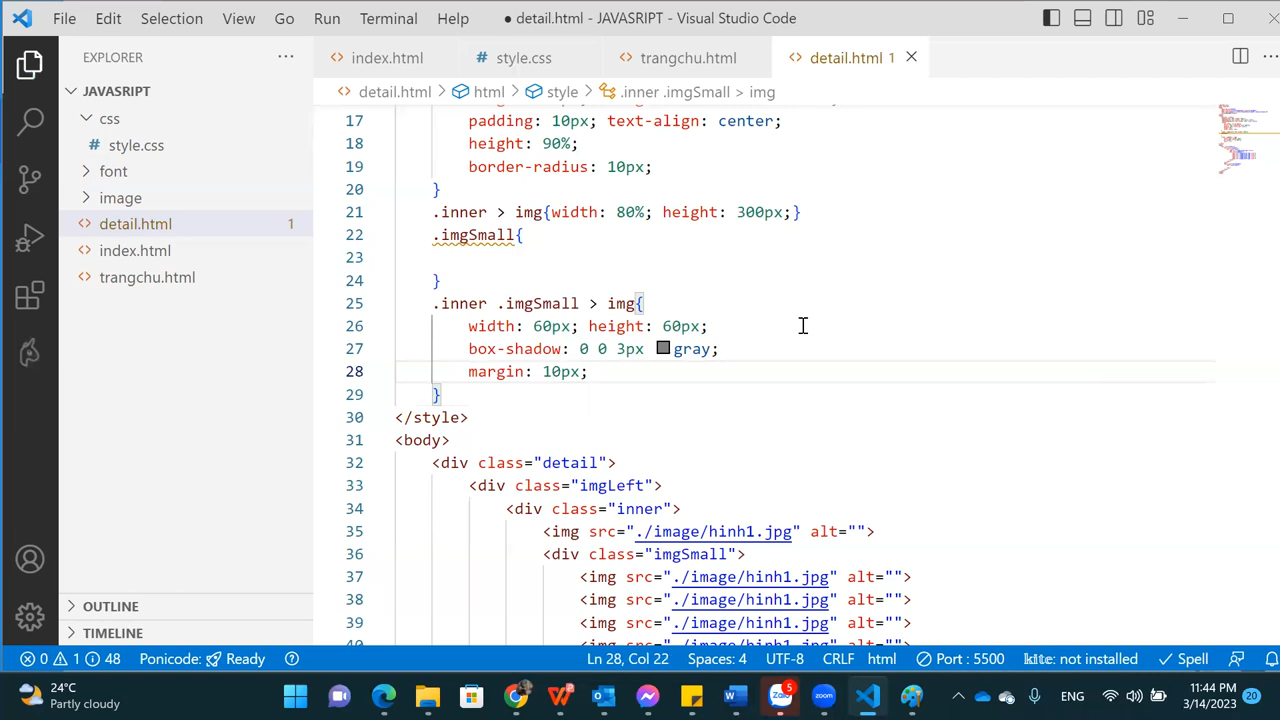 File Edit Selection View Go Run Terminal Help ● detail.html - JAVASRIPT - Visual Studio Code
EXPLORER
index.html
# style.css
trangchu.html
detail.html 1
JAVASRIPT
css
# style.css
font
image
detail.html 1
index.html
trangchu.html
OUTLINE
TIMELINE
detail.html > html > style > .inner .imgSmall > img
17 padding: 10px; text-align: center;
18 height: 90%;
19 border-radius: 10px;
20 }
21 .inner > img{width: 80%; height: 300px;}
22 .imgSmall{
23
24 }
25 .inner .imgSmall > img{
26 width: 60px; height: 60px;
27 box-shadow: 0 0 3px gray;
28 margin: 10px;
29 }
30 </style>
31 <body>
32 <div class="detail">
33 <div class="imgLeft">
34 <div class="inner">
35 <img src="./image/hinh1.jpg" alt="">
36 <div class="imgSmall">
37 <img src="./image/hinh1.jpg" alt="">
38 <img src="./image/hinh1.jpg" alt="">
39 <img src="./image/hinh1.jpg" alt="">
0 1 48 Ponicode: Ready Ln 28, Col 22 Spaces: 4 UTF-8 CRLF html Port : 5500 kite: not installed Spell
24°C
Partly cloudy
5
Zalo
zoom
ENG
11:44 PM
3/14/2023
20